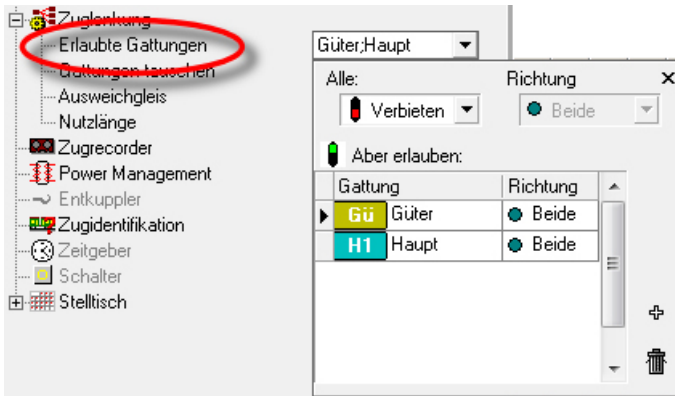 Zuglenkung
Erlaubte Gattungen
Gattungen tauschen
Ausweichgleis
Nutzlänge
Zugrecorder
Power Management
Entkuppler
Zugidentifikation
Zeitgeber
Schalter
Stelltisch
Güter;Haupt
Alle: Richtung
Verbieten Beide
Aber erlauben:
Gattung Richtung
Gü Güter Beide
H1 Haupt Beide